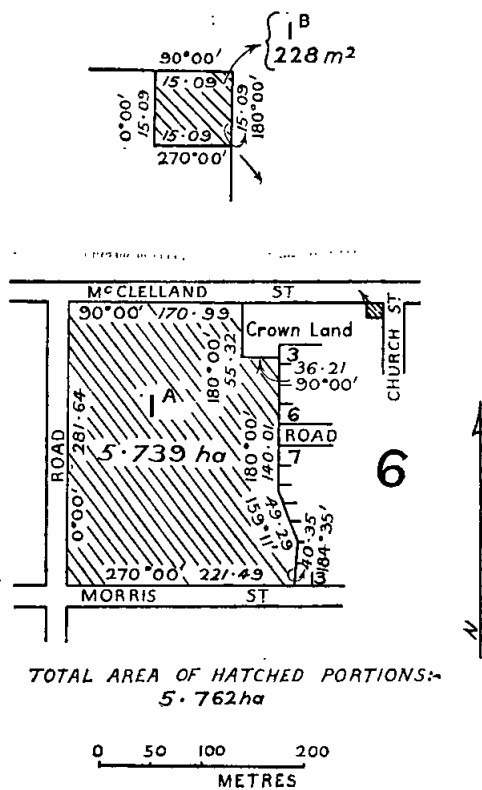 1ᴮ
228 m²
90°00'
15·09
0°00'
15·09
15·09
180°00'
15·09
270°00'
McCLELLAND ST
90°00' 170·99
Crown Land
CHURCH ST
180°00'
55·32
3
36·21
90°00'
1ᴬ
5·739 ha
ROAD
281·64
0°00'
6
ROAD
7
180°00'
140·01
6
49·29
159°11'
40·35
184°35'
270°00' 221·49
MORRIS ST
N
TOTAL AREA OF HATCHED PORTIONS:-
5·762ha
0 50 100 200
METRES